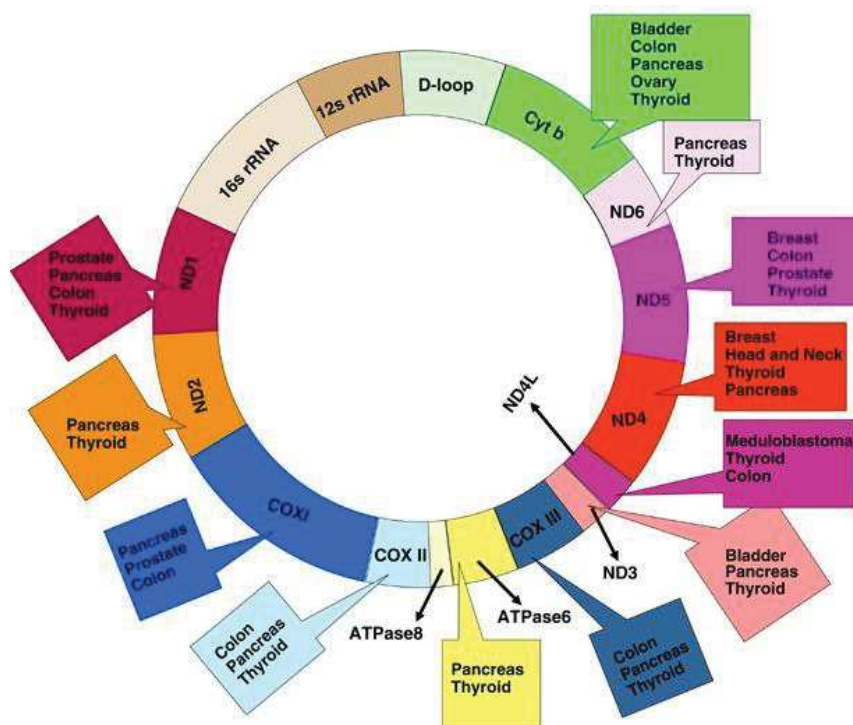 Bladder
Colon
Pancreas
Ovary
Thyroid
D-loop
12s rRNA
Cyt b
16s rRNA
Pancreas
Thyroid
ND6
Prostate
Pancreas
Colon
Thyroid
ND1
Breast
Colon
Prostate
Thyroid
ND5
Breast
Head and Neck
Thyroid
Pancreas
ND4L
ND2
ND4
Pancreas
Thyroid
Meduloblastoma
Thyroid
Colon
COXI
COX III
COX II
Pancreas
Prostate
Colon
Bladder
Pancreas
Thyroid
ND3
ATPase8
ATPase6
Colon
Pancreas
Thyroid
Pancreas
Thyroid
Colon
Pancreas
Thyroid